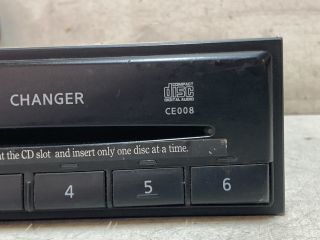 CHANGER
COMPACT
disc
DIGITAL AUDIO
CE008
at the CD slot and insert only one disc at a time.
4 5 6